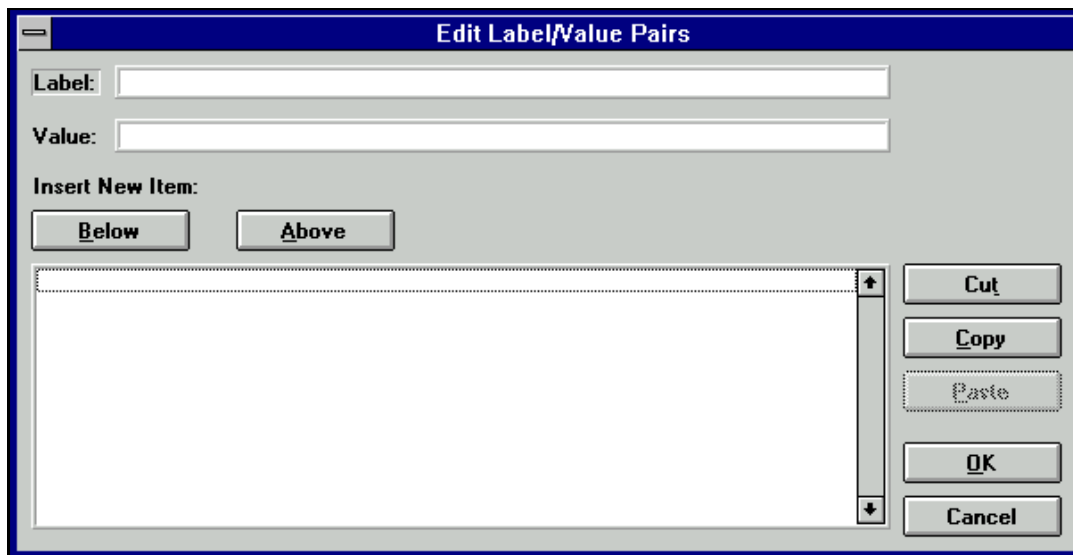 Edit Label/Value Pairs
Label:
Value:
Insert New Item:
Below Above
Cut
Copy
Paste
OK
Cancel